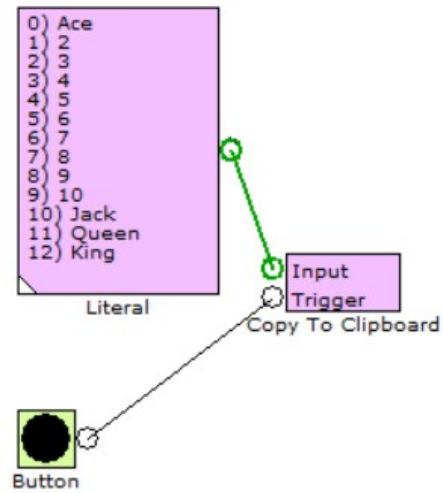 0) Ace
1) 2
2) 3
3) 4
4) 5
5) 6
6) 7
7) 8
8) 9
9) 10
10) Jack
11) Queen
12) King
Literal
Input
Trigger
Copy To Clipboard
Button